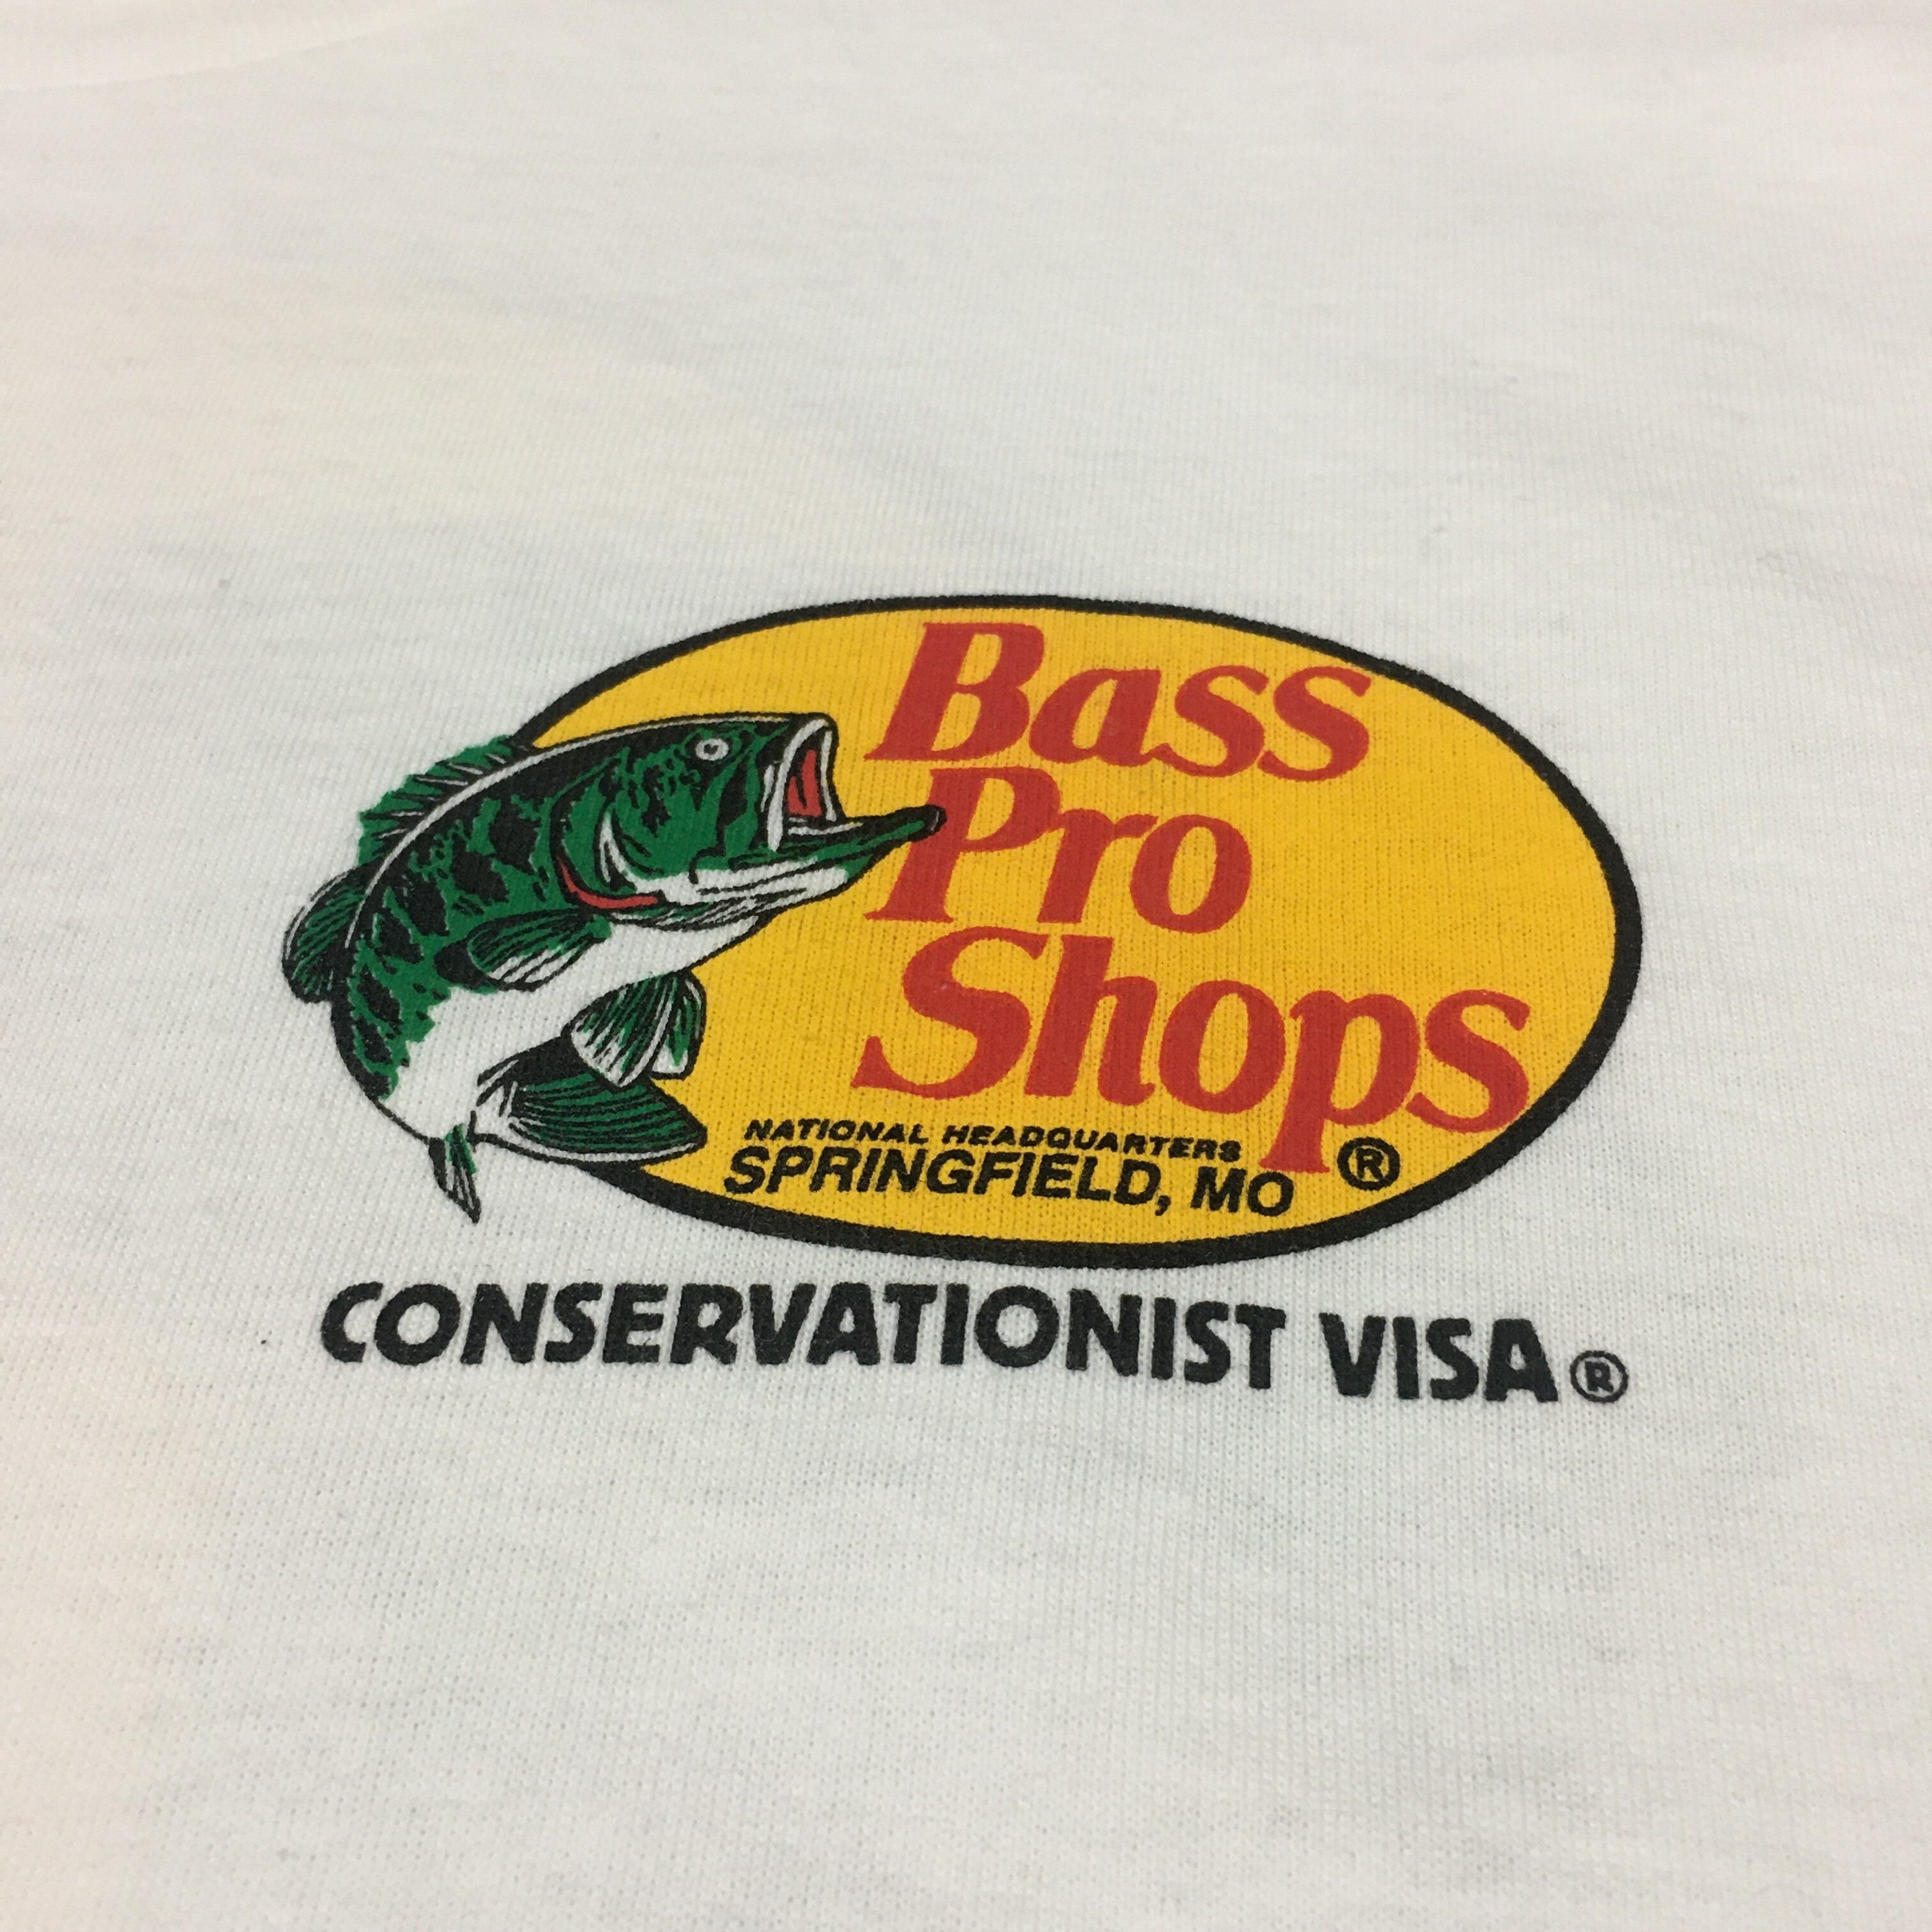 Bass
Pro
Shops
NATIONAL HEADQUARTERS
SPRINGFIELD, MO ®
CONSERVATIONIST VISA®